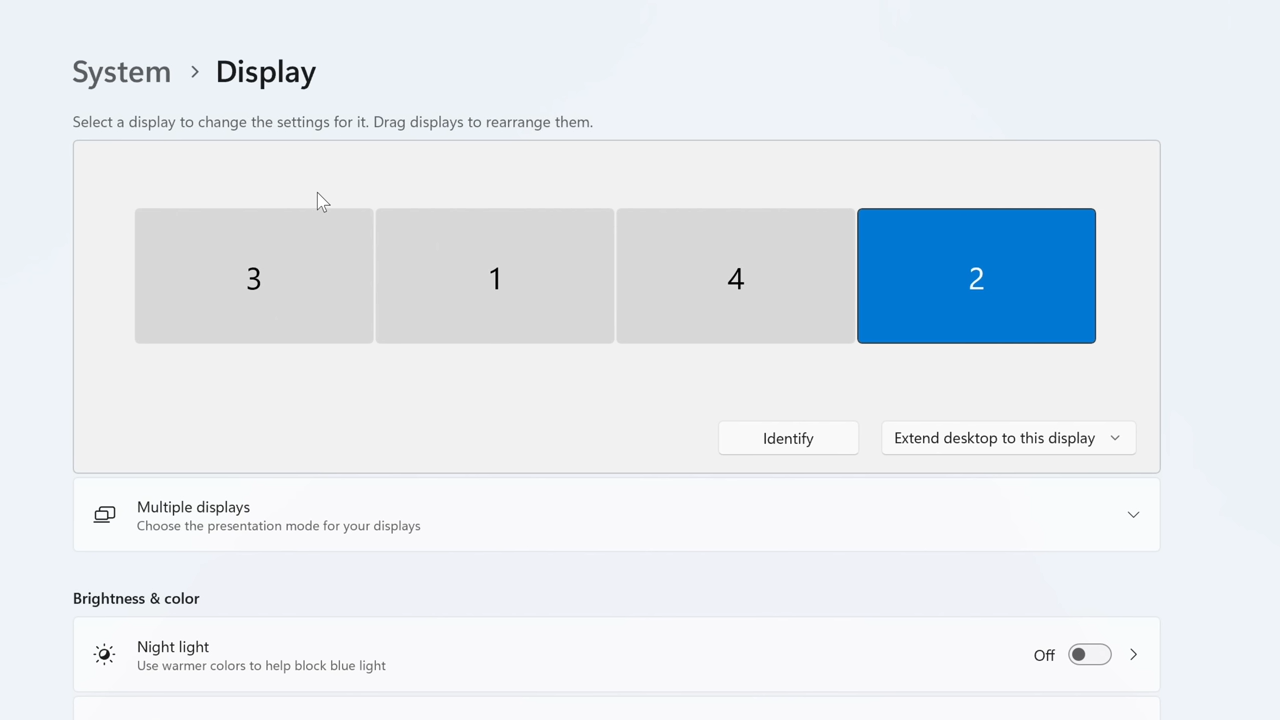 System > Display
Select a display to change the settings for it. Drag displays to rearrange them.
3 1 4 2
Identify Extend desktop to this display
Multiple displays
Choose the presentation mode for your displays
Brightness & color
Night light
Use warmer colors to help block blue light
Off